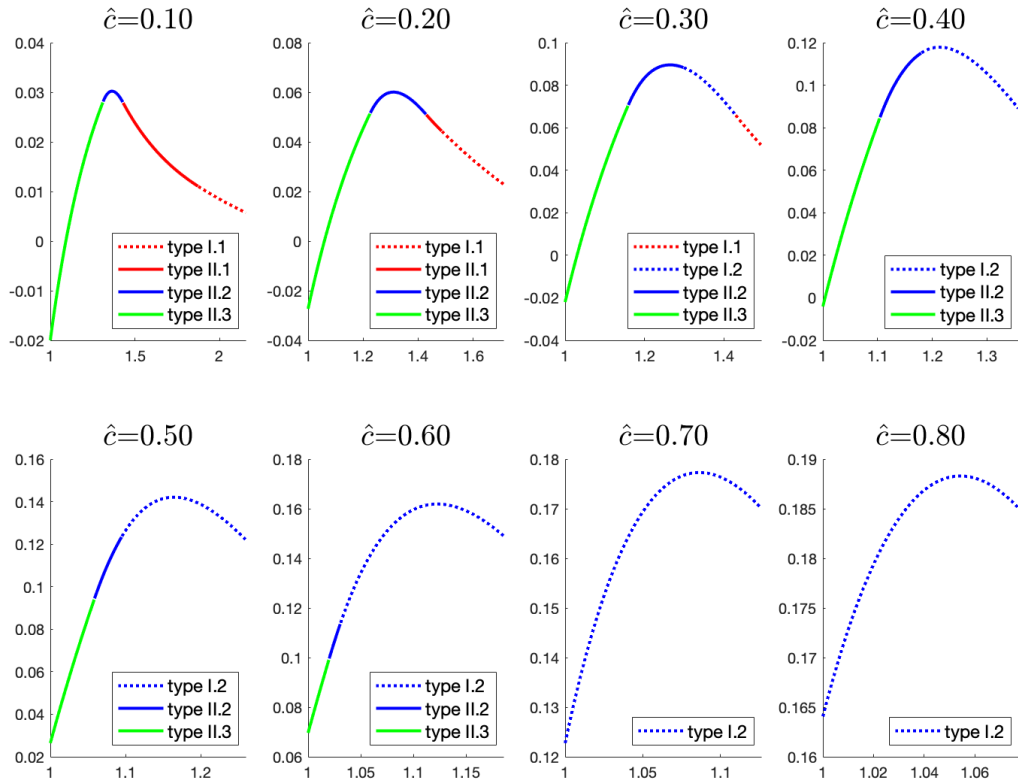 ĉ=0.10
0.04
0.03
0.02
0.01
0
-0.01
-0.02
1
1.5
2
type I.1
type II.1
type II.2
type II.3
ĉ=0.20
0.08
0.06
0.04
0.02
0
-0.02
-0.04
1
1.2
1.4
1.6
type I.1
type II.1
type II.2
type II.3
ĉ=0.30
0.1
0.08
0.06
0.04
0.02
0
-0.02
-0.04
1
1.2
1.4
type I.1
type I.2
type II.2
type II.3
ĉ=0.40
0.12
0.1
0.08
0.06
0.04
0.02
0
-0.02
1
1.1
1.2
1.3
type I.2
type II.2
type II.3
ĉ=0.50
0.16
0.14
0.12
0.1
0.08
0.06
0.04
0.02
1
1.1
1.2
type I.2
type II.2
type II.3
ĉ=0.60
0.18
0.16
0.14
0.12
0.1
0.08
0.06
1
1.05
1.1
1.15
type I.2
type II.2
type II.3
ĉ=0.70
0.18
0.17
0.16
0.15
0.14
0.13
0.12
1
1.05
1.1
type I.2
ĉ=0.80
0.19
0.185
0.18
0.175
0.17
0.165
0.16
1
1.02
1.04
1.06
type I.2